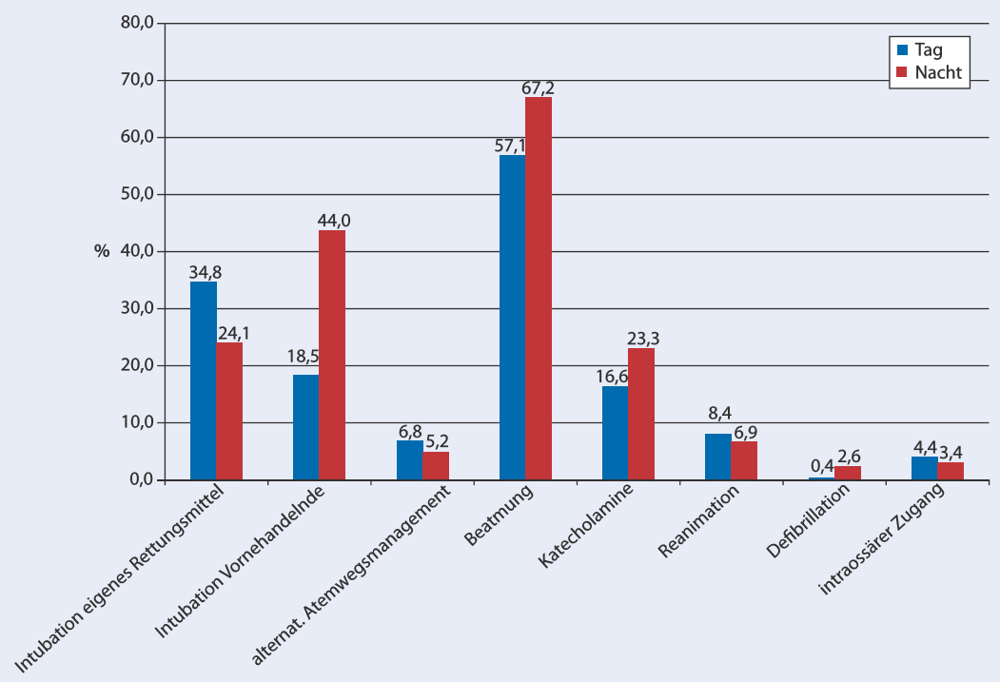 80,0
70,0
60,0
50,0
% 40,0
30,0
20,0
10,0
0,0
Tag
Nacht
34,8
24,1
18,5
44,0
6,8
5,2
57,1
67,2
16,6
23,3
8,4
6,9
0,4
2,6
4,4
3,4
Intubation eigenes Rettungsmittel
Intubation Vornehandelnde
alternat. Atemwegsmanagement
Beatmung
Katecholamine
Reanimation
Defibrillation
intraossärer Zugang